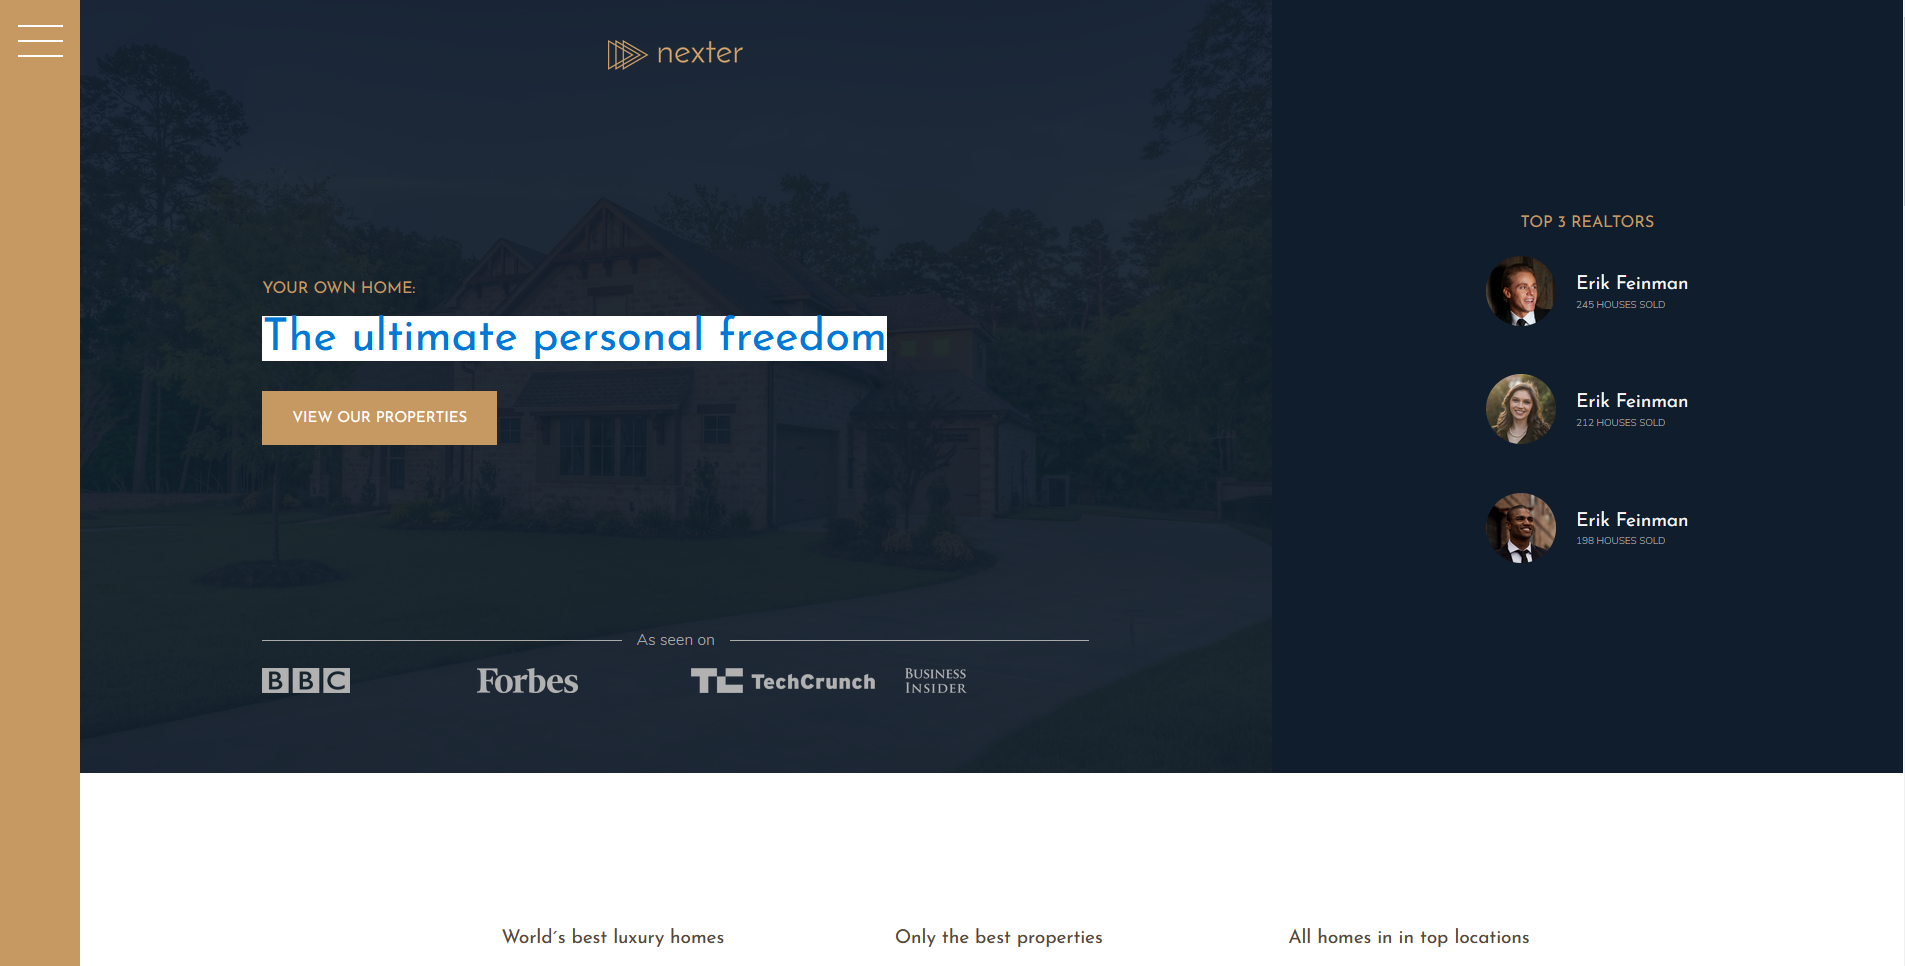 nexter
YOUR OWN HOME:
The ultimate personal freedom
VIEW OUR PROPERTIES
As seen on
BBC
Forbes
TC TechCrunch
BUSINESS
INSIDER
TOP 3 REALTORS
Erik Feinman
245 HOUSES SOLD
Erik Feinman
212 HOUSES SOLD
Erik Feinman
198 HOUSES SOLD
World´s best luxury homes
Only the best properties
All homes in in top locations